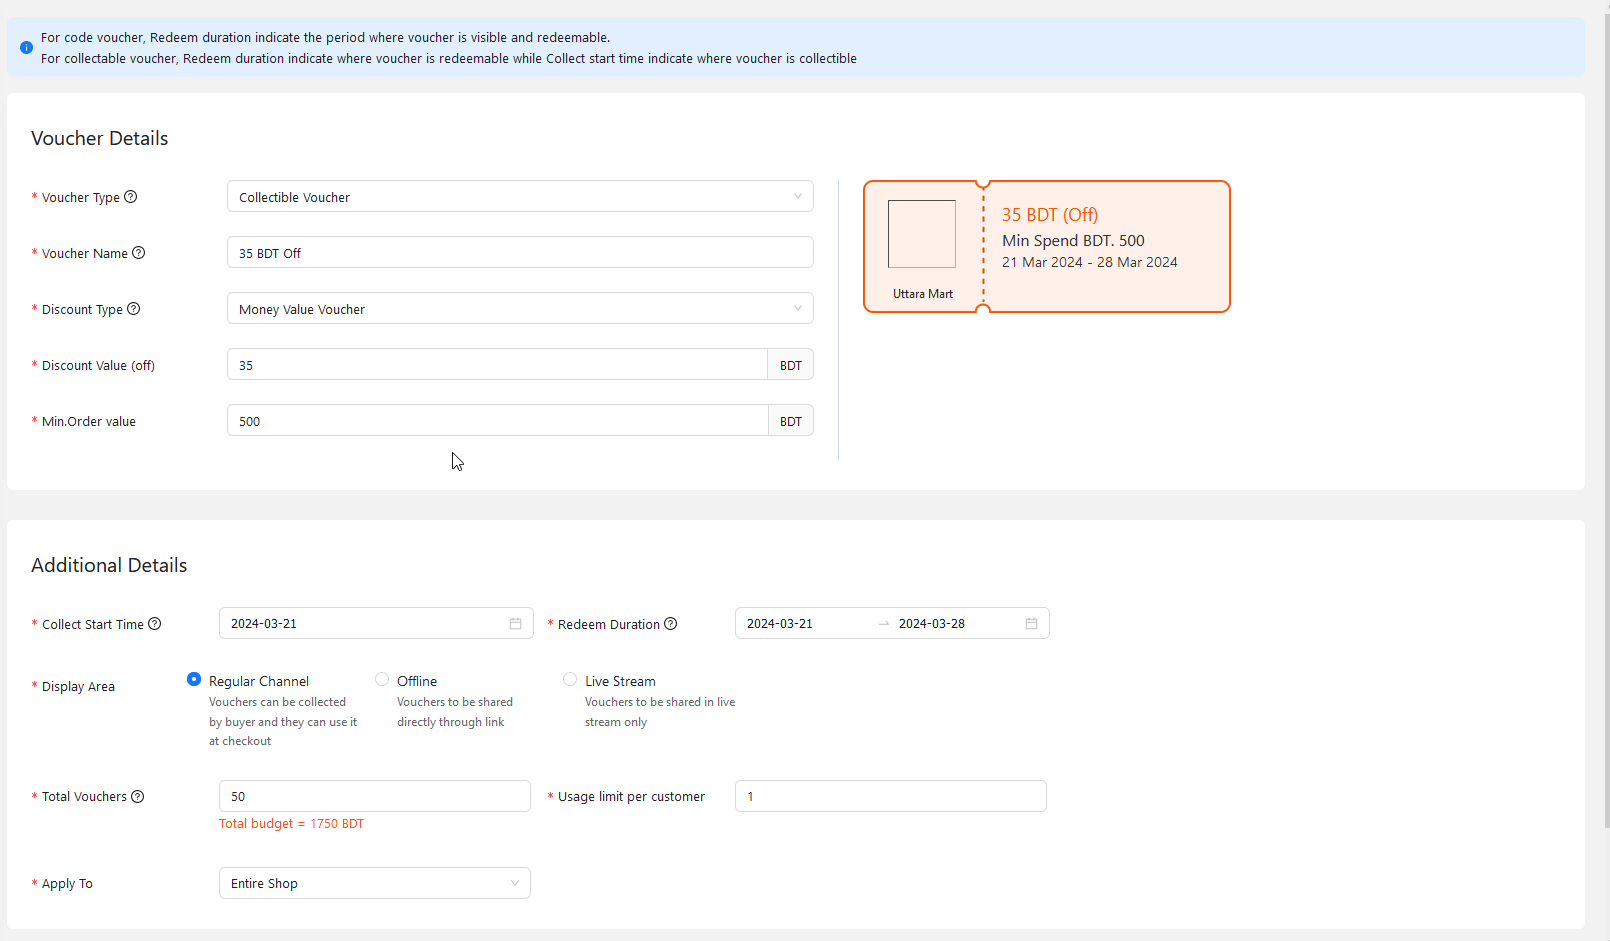 For code voucher, Redeem duration indicate the period where voucher is visible and redeemable.
For collectable voucher, Redeem duration indicate where voucher is redeemable while Collect start time indicate where voucher is collectible
Voucher Details
* Voucher Type
Collectible Voucher
* Voucher Name
35 BDT Off
* Discount Type
Money Value Voucher
* Discount Value (off)
35
BDT
* Min.Order value
500
BDT
35 BDT (Off)
Min Spend BDT. 500
21 Mar 2024 - 28 Mar 2024
Uttara Mart
Additional Details
* Collect Start Time
2024-03-21
* Redeem Duration
2024-03-21 → 2024-03-28
* Display Area
Regular Channel
Vouchers can be collected
by buyer and they can use it
at checkout
Offline
Vouchers to be shared
directly through link
Live Stream
Vouchers to be shared in live
stream only
* Total Vouchers
50
Total budget = 1750 BDT
* Usage limit per customer
1
* Apply To
Entire Shop